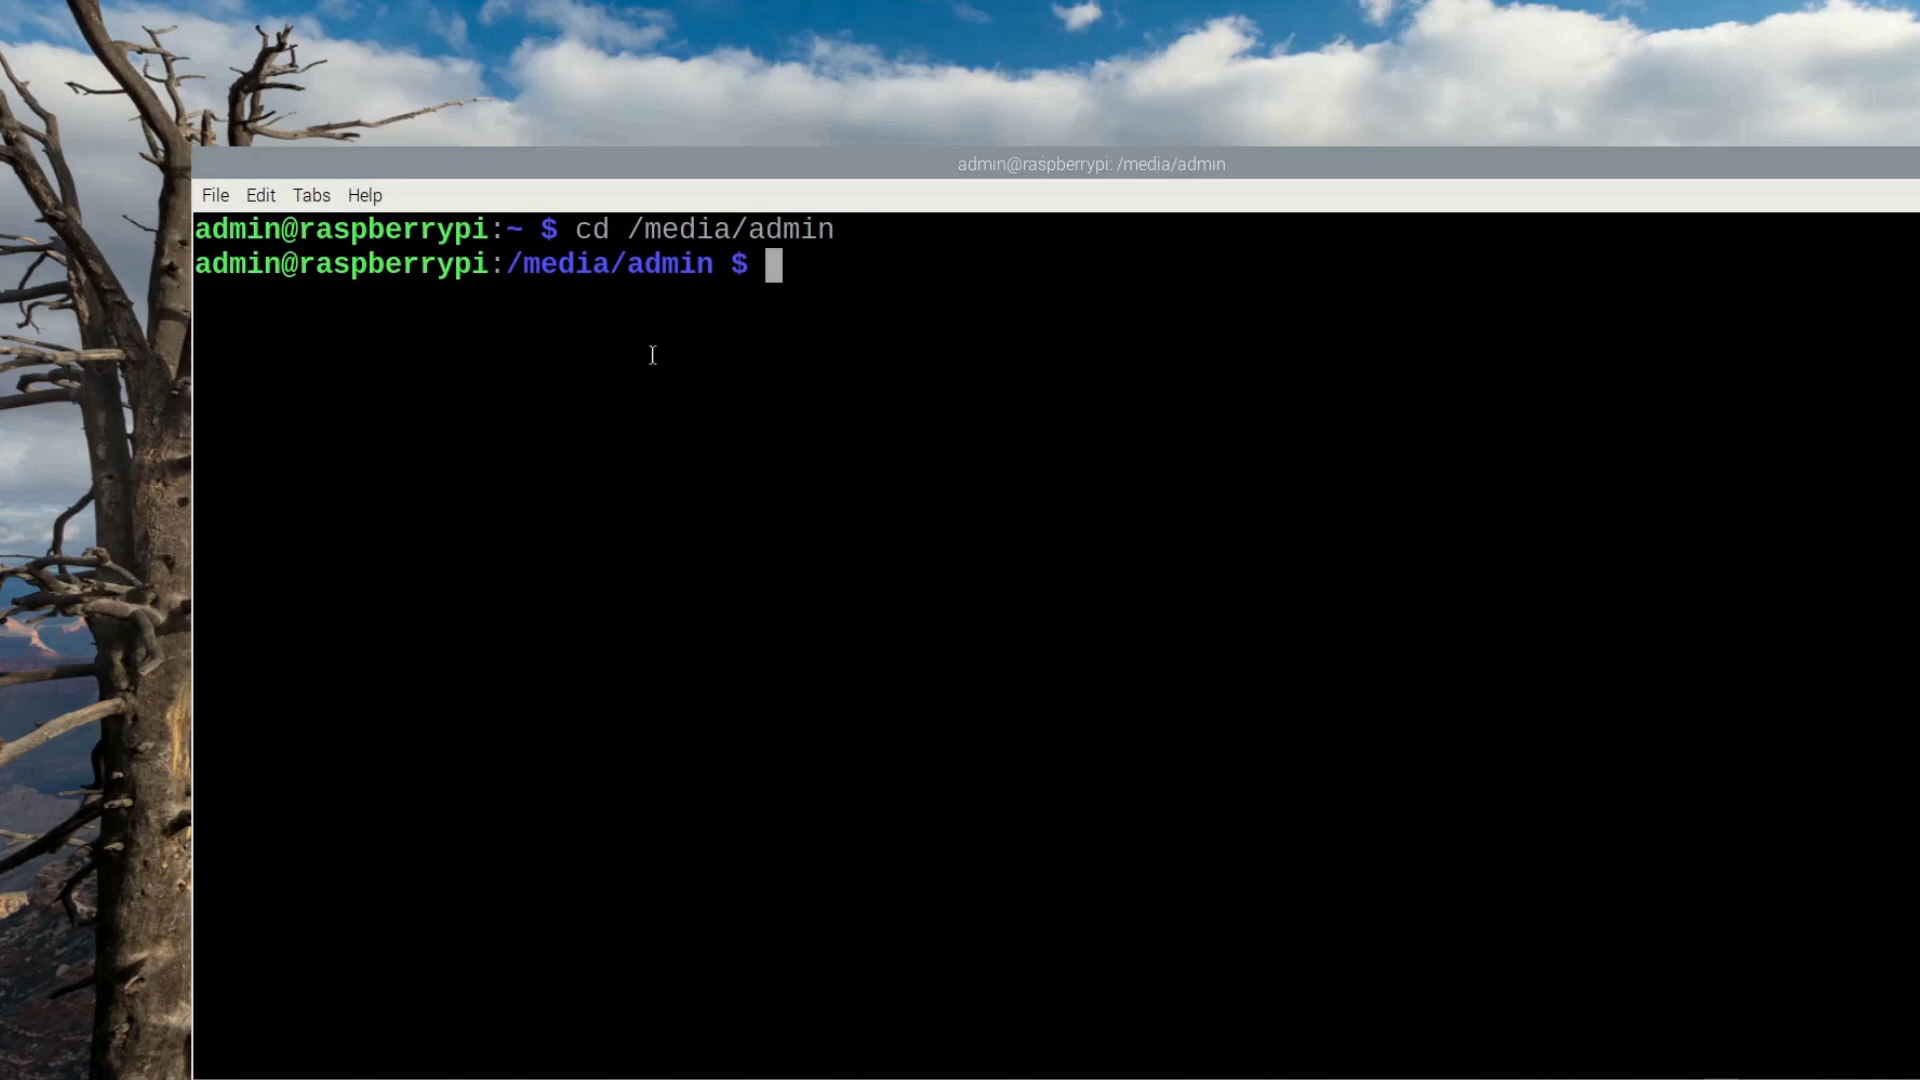 admin@raspberrypi: /media/admin
File Edit Tabs Help
admin@raspberrypi:~ $ cd /media/admin
admin@raspberrypi:/media/admin $